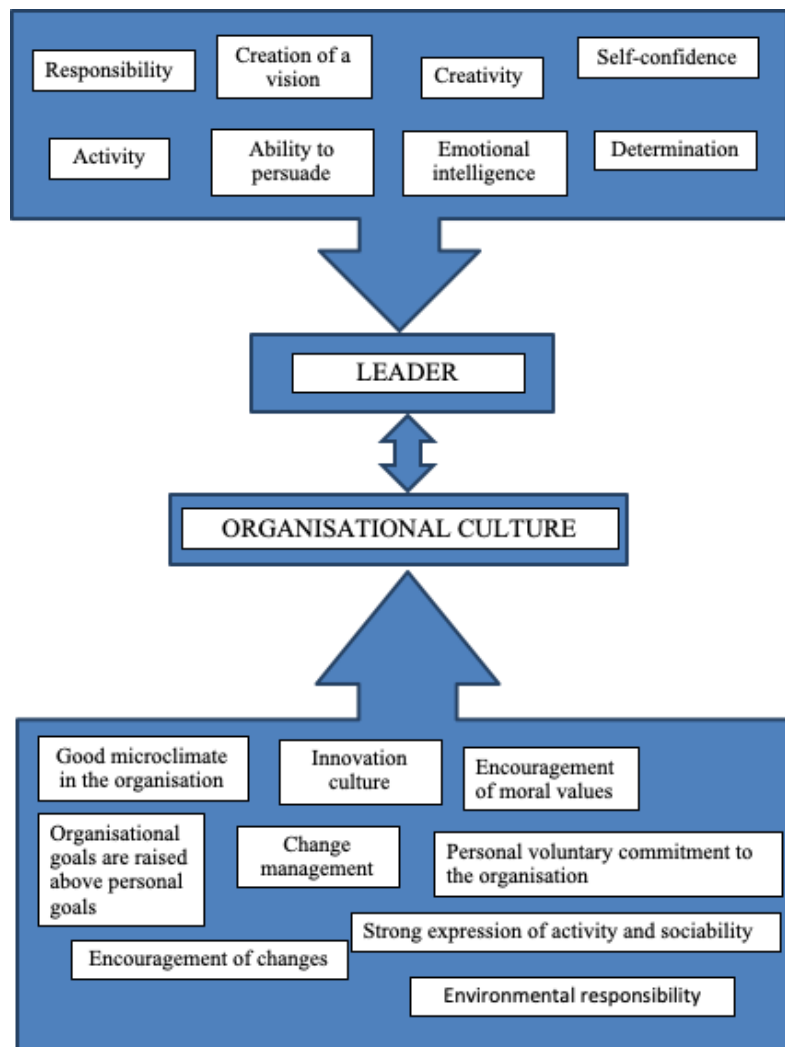 Responsibility
Creation of a
vision
Creativity
Self-confidence
Activity
Ability to
persuade
Emotional
intelligence
Determination
LEADER
ORGANISATIONAL CULTURE
Good microclimate
in the organisation
Innovation
culture
Encouragement
of moral values
Organisational
goals are raised
above personal
goals
Change
management
Personal voluntary commitment to
the organisation
Strong expression of activity and sociability
Encouragement of changes
Environmental responsibility